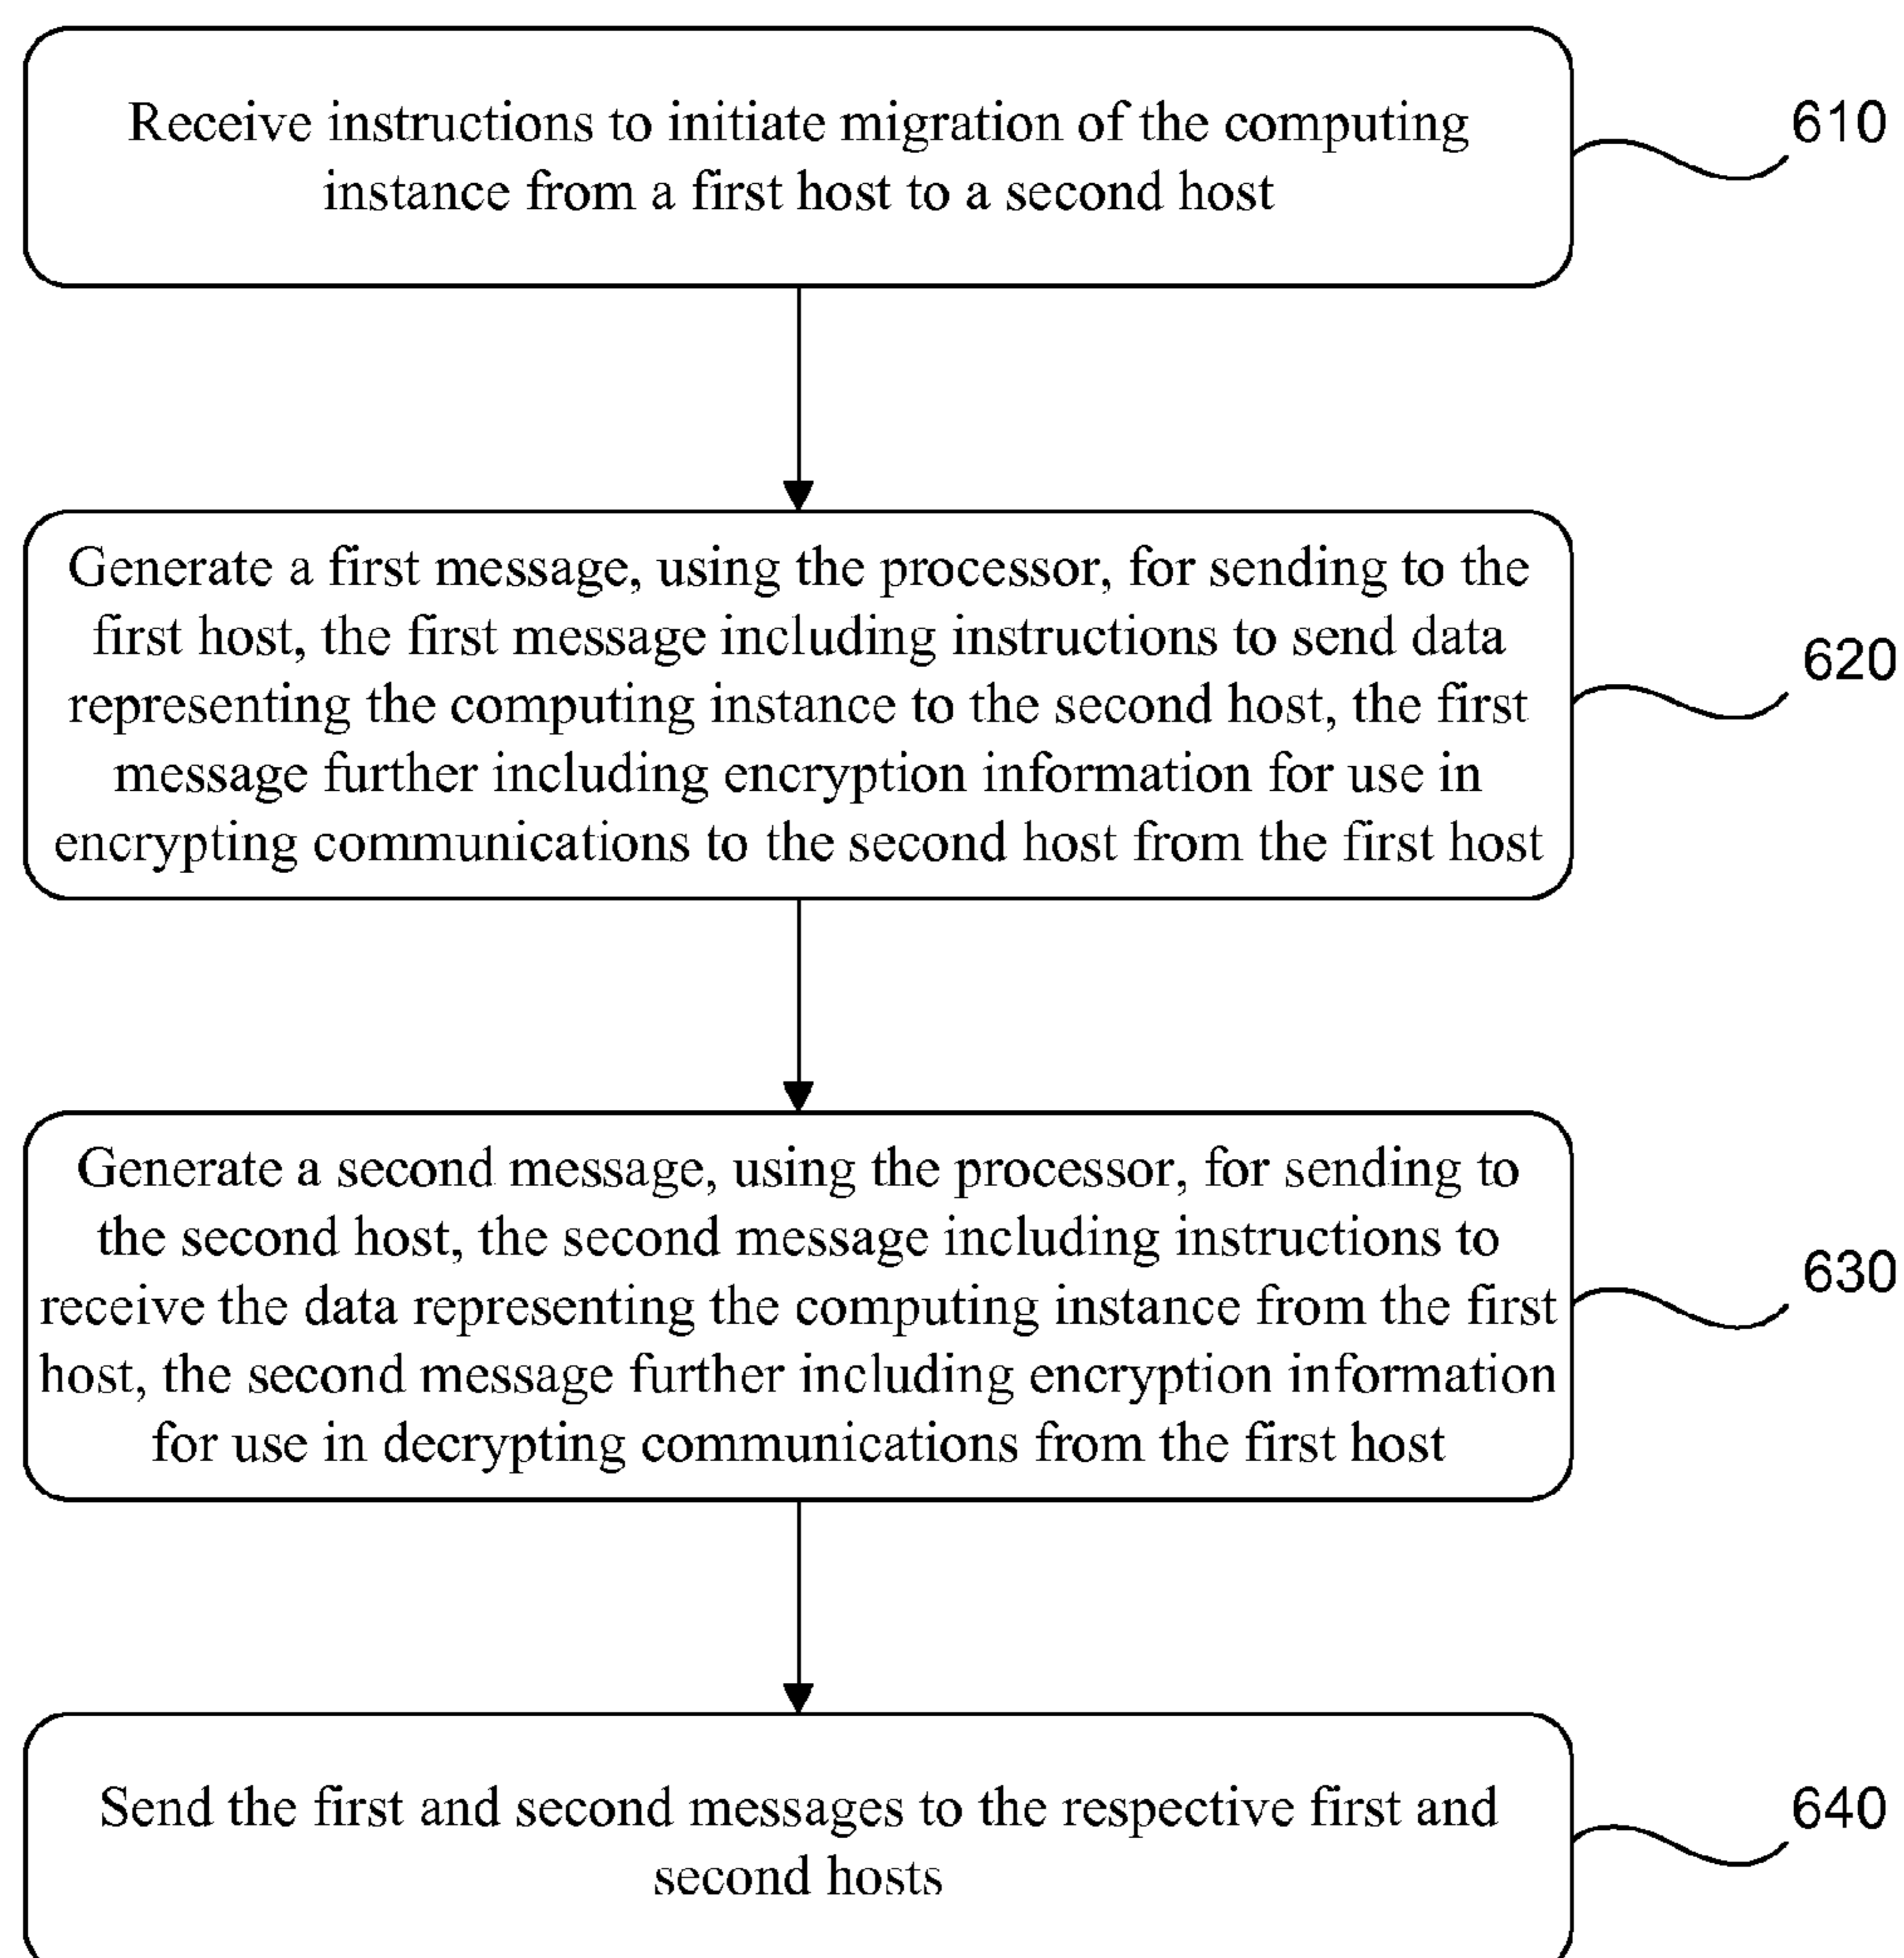 Receive instructions to initiate migration of the computing
instance from a first host to a second host
610
Generate a first message, using the processor, for sending to the
first host, the first message including instructions to send data
representing the computing instance to the second host, the first
message further including encryption information for use in
encrypting communications to the second host from the first host
620
Generate a second message, using the processor, for sending to
the second host, the second message including instructions to
receive the data representing the computing instance from the first
host, the second message further including encryption information
for use in decrypting communications from the first host
630
Send the first and second messages to the respective first and
second hosts
640